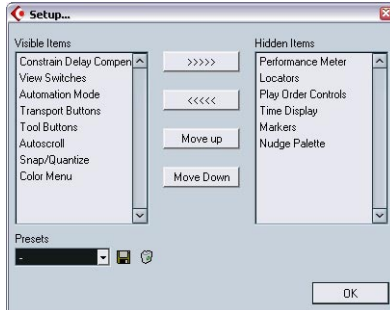 Setup...
Visible Items
Constrain Delay Compen
View Switches
Automation Mode
Transport Buttons
Tool Buttons
Autoscroll
Snap/Quantize
Color Menu
>>>>>
<<<<<
Move up
Move Down
Hidden Items
Performance Meter
Locators
Play Order Controls
Time Display
Markers
Nudge Palette
Presets
-
OK